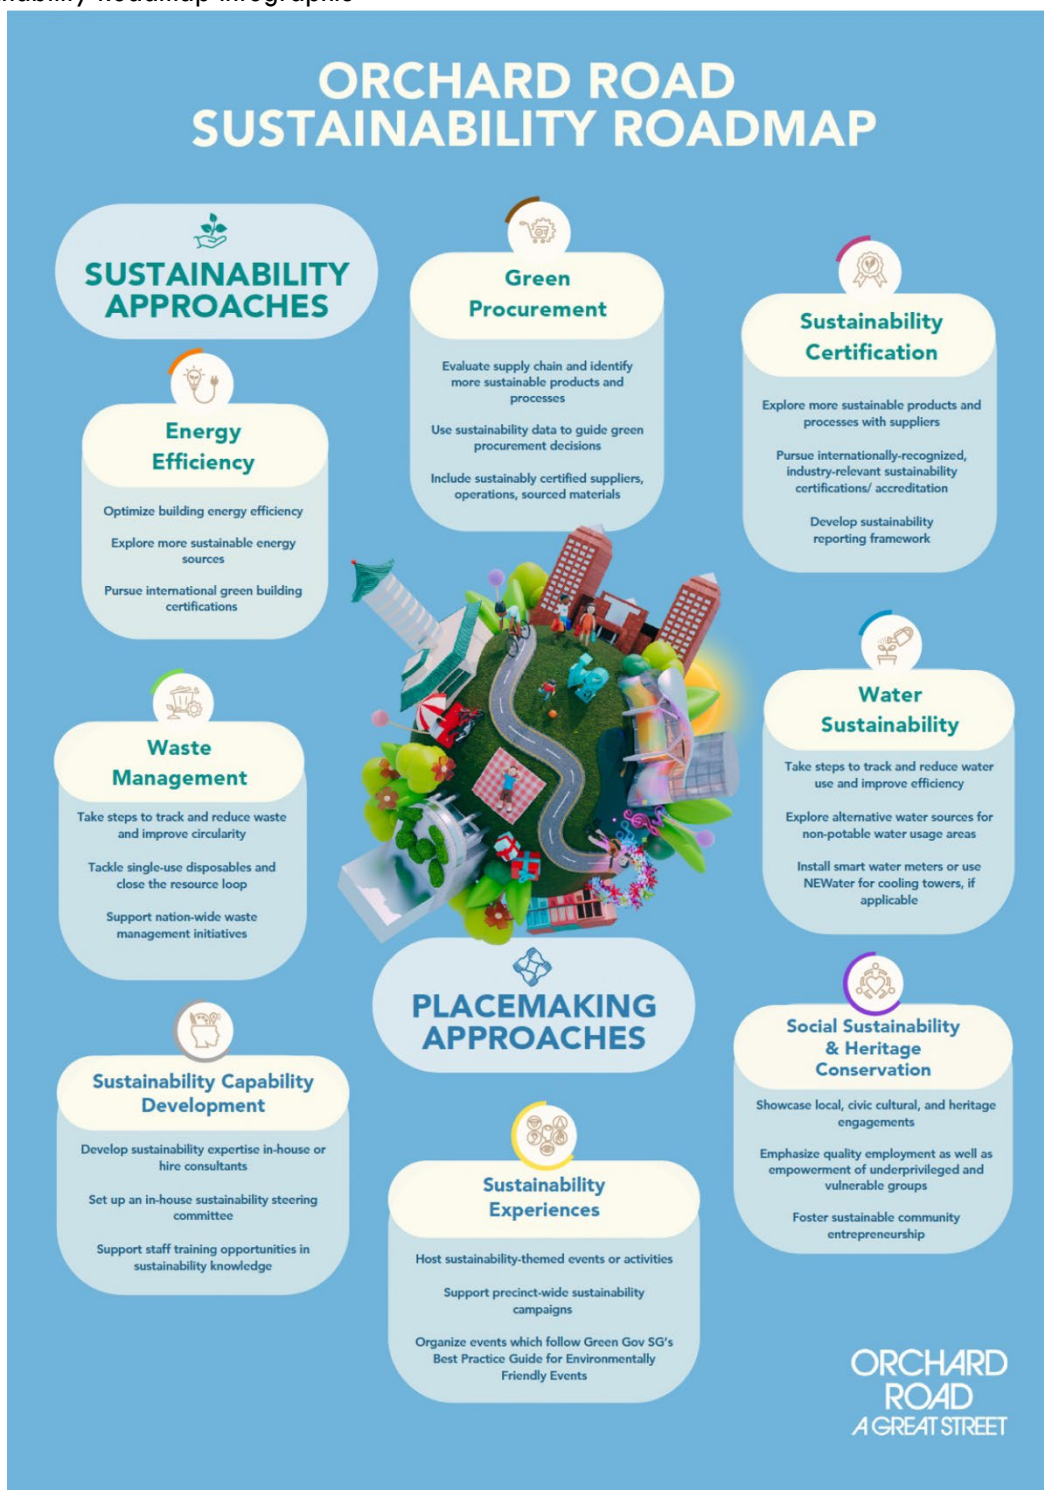 ORCHARD ROAD
SUSTAINABILITY ROADMAP
SUSTAINABILITY
APPROACHES
Energy
Efficiency
Optimize building energy efficiency
Explore more sustainable energy
sources
Pursue international green building
certifications
Green
Procurement
Evaluate supply chain and identify
more sustainable products and
processes
Use sustainability data to guide green
procurement decisions
Include sustainably certified suppliers,
operations, sourced materials
Sustainability
Certification
Explore more sustainable products and
processes with suppliers
Pursue internationally-recognized,
industry-relevant sustainability
certifications/ accreditation
Develop sustainability
reporting framework
Waste
Management
Take steps to track and reduce waste
and improve circularity
Tackle single-use disposables and
close the resource loop
Support nation-wide waste
management initiatives
Water
Sustainability
Take steps to track and reduce water
use and improve efficiency
Explore alternative water sources for
non-potable water usage areas
Install smart water meters or use
NEWater for cooling towers, if
applicable
PLACEMAKING
APPROACHES
Sustainability Capability
Development
Develop sustainability expertise in-house or
hire consultants
Set up an in-house sustainability steering
committee
Support staff training opportunities in
sustainability knowledge
Sustainability
Experiences
Host sustainability-themed events or activities
Support precinct-wide sustainability
campaigns
Organize events which follow Green Gov SG's
Best Practice Guide for Environmentally
Friendly Events
Social Sustainability
& Heritage
Conservation
Showcase local, civic cultural, and heritage
engagements
Emphasize quality employment as well as
empowerment of underprivileged and
vulnerable groups
Foster sustainable community
entrepreneurship
ORCHARD
ROAD
A GREAT STREET